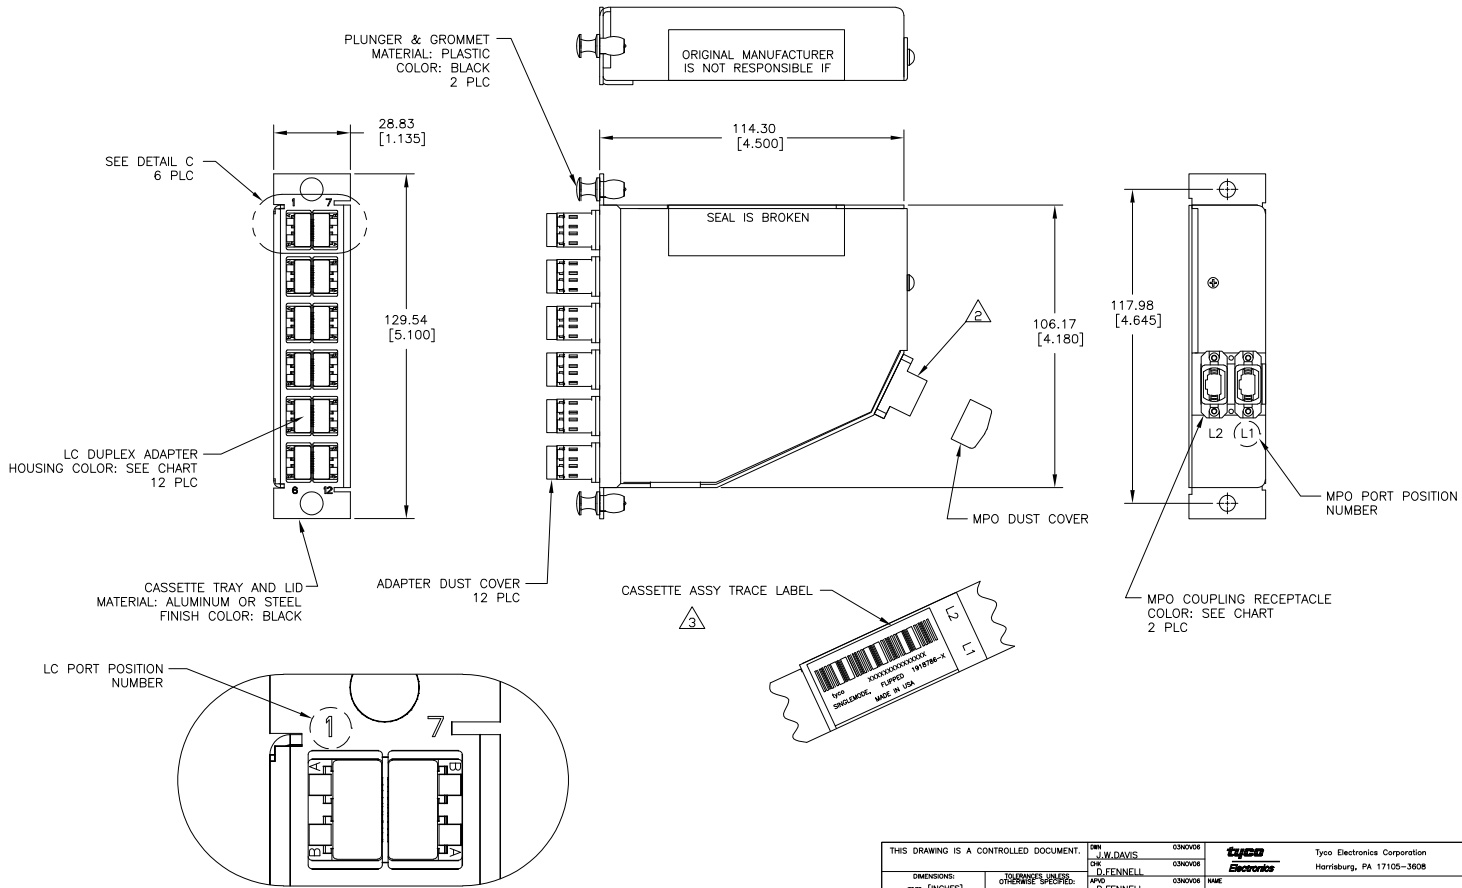 PLUNGER & GROMMET
MATERIAL: PLASTIC
COLOR: BLACK
2 PLC
ORIGINAL MANUFACTURER
IS NOT RESPONSIBLE IF
28.83
[1.135]
114.30
[4.500]
SEE DETAIL C
6 PLC
1 7
SEAL IS BROKEN
129.54
[5.100]
2
106.17
[4.180]
117.98
[4.645]
L2 L1
LC DUPLEX ADAPTER
HOUSING COLOR: SEE CHART
12 PLC
6 12
MPO PORT POSITION
NUMBER
MPO DUST COVER
CASSETTE TRAY AND LID
MATERIAL: ALUMINUM OR STEEL
FINISH COLOR: BLACK
ADAPTER DUST COVER
12 PLC
CASSETTE ASSY TRACE LABEL
3
MPO COUPLING RECEPTACLE
COLOR: SEE CHART
2 PLC
L2 L1
tyco XXXXXXXXXXXXXXX
SINGLEMODE, FLIPPED 1918786-X
MADE IN USA
LC PORT POSITION
NUMBER
1 7
A B
B A
THIS DRAWING IS A CONTROLLED DOCUMENT.
DWN 03NOV06
J.W.DAVIS
CHK 03NOV06
D.FENNELL
APVD 03NOV06
tyco
Electronics
Tyco Electronics Corporation
Harrisburg, PA 17105-3608
DIMENSIONS:
TOLERANCES UNLESS
OTHERWISE SPECIFIED:
NAME